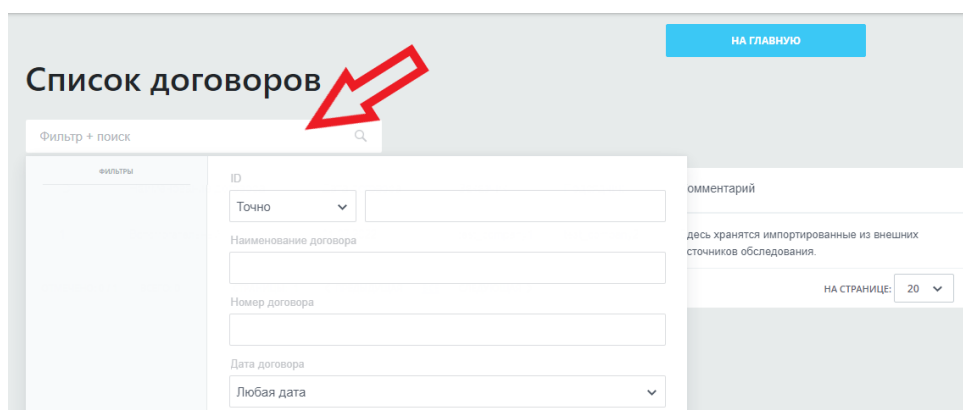 НА ГЛАВНУЮ
Список договоров
Фильтр + поиск
ФИЛЬТРЫ
ID
Точно
Наименование договора
Номер договора
Дата договора
Любая дата
омментарий
десь хранятся импортированные из внешних
сточников обследования.
НА СТРАНИЦЕ: 20